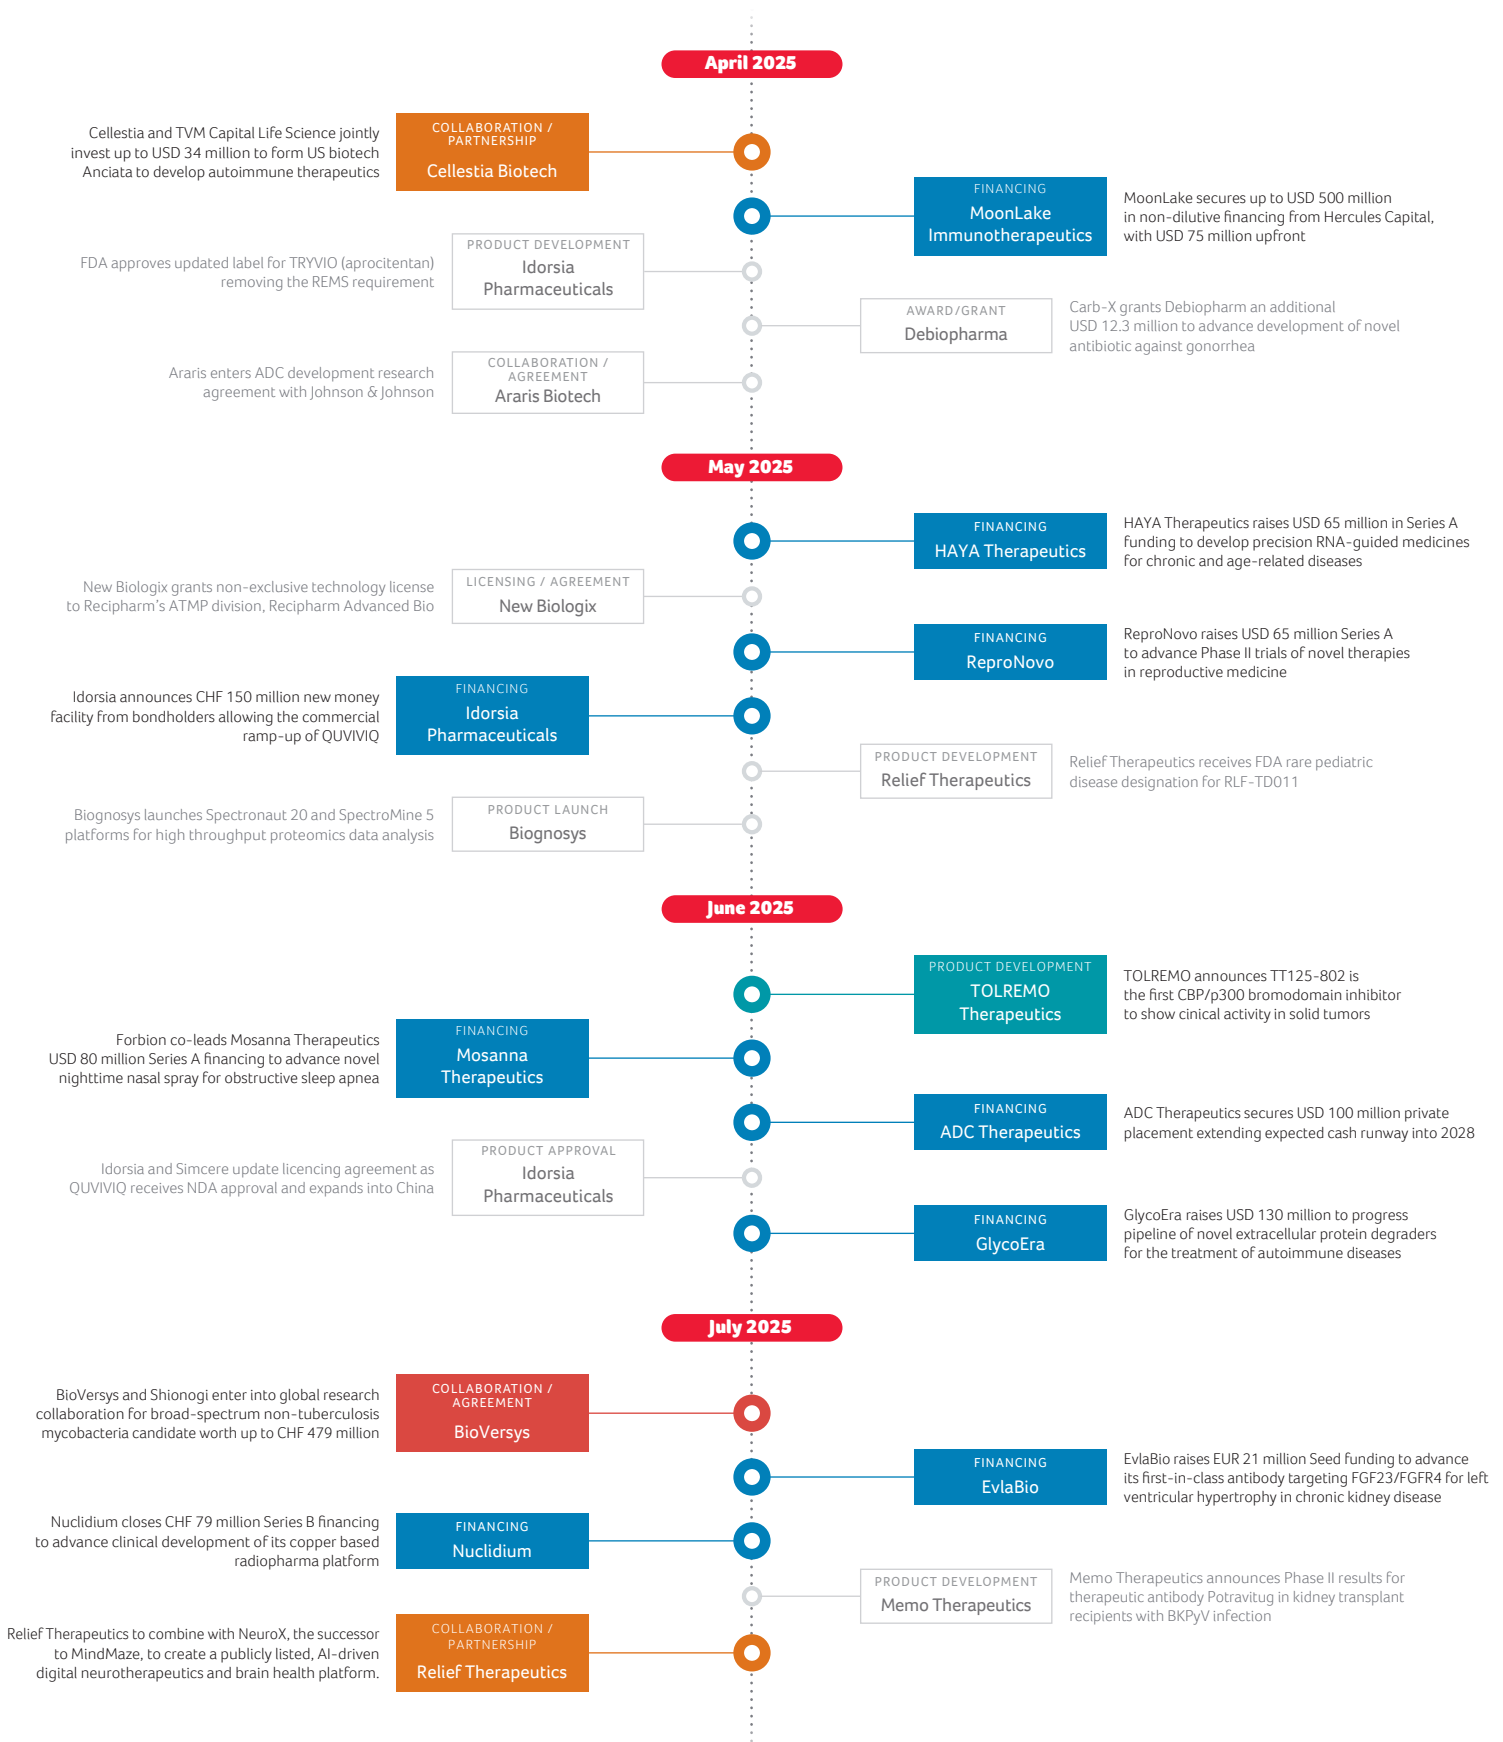 April 2025
Cellestia and TVM Capital Life Science jointly
invest up to USD 34 million to form US biotech
Anciata to develop autoimmune therapeutics
COLLABORATION /
PARTNERSHIP
Cellestia Biotech
FINANCING
MoonLake
Immunotherapeutics
MoonLake secures up to USD 500 million
in non-dilutive financing from Hercules Capital,
with USD 75 million upfront
FDA approves updated label for TRYVIO (aprocitentan)
removing the REMS requirement
PRODUCT DEVELOPMENT
Idorsia
Pharmaceuticals
AWARD/GRANT
Debiopharma
Carb-X grants Debiopharm an additional
USD 12.3 million to advance development of novel
antibiotic against gonorrhea
Araris enters ADC development research
agreement with Johnson & Johnson
COLLABORATION /
AGREEMENT
Araris Biotech
May 2025
FINANCING
HAYA Therapeutics
HAYA Therapeutics raises USD 65 million in Series A
funding to develop precision RNA-guided medicines
for chronic and age-related diseases
New Biologix grants non-exclusive technology license
to Recipharm's ATMP division, Recipharm Advanced Bio
LICENSING / AGREEMENT
New Biologix
FINANCING
ReproNovo
ReproNovo raises USD 65 million Series A
to advance Phase II trials of novel therapies
in reproductive medicine
Idorsia announces CHF 150 million new money
facility from bondholders allowing the commercial
ramp-up of QUVIVIQ
FINANCING
Idorsia
Pharmaceuticals
PRODUCT DEVELOPMENT
Relief Therapeutics
Relief Therapeutics receives FDA rare pediatric
disease designation for RLF-TD011
Biognosys launches Spectronaut 20 and SpectroMine 5
platforms for high throughput proteomics data analysis
PRODUCT LAUNCH
Biognosys
June 2025
PRODUCT DEVELOPMENT
TOLREMO
Therapeutics
TOLREMO announces TT125-802 is
the first CBP/p300 bromodomain inhibitor
to show cinical activity in solid tumors
Forbion co-leads Mosanna Therapeutics
USD 80 million Series A financing to advance novel
nighttime nasal spray for obstructive sleep apnea
FINANCING
Mosanna
Therapeutics
FINANCING
ADC Therapeutics
ADC Therapeutics secures USD 100 million private
placement extending expected cash runway into 2028
Idorsia and Simcere update licencing agreement as
QUVIVIQ receives NDA approval and expands into China
PRODUCT APPROVAL
Idorsia
Pharmaceuticals
FINANCING
GlycoEra
GlycoEra raises USD 130 million to progress
pipeline of novel extracellular protein degraders
for the treatment of autoimmune diseases
July 2025
BioVersys and Shionogi enter into global research
collaboration for broad-spectrum non-tuberculosis
mycobacteria candidate worth up to CHF 479 million
COLLABORATION /
AGREEMENT
BioVersys
FINANCING
EvlaBio
EvlaBio raises EUR 21 million Seed funding to advance
its first-in-class antibody targeting FGF23/FGFR4 for left
ventricular hypertrophy in chronic kidney disease
Nuclidium closes CHF 79 million Series B financing
to advance clinical development of its copper based
radiopharma platform
FINANCING
Nuclidium
PRODUCT DEVELOPMENT
Memo Therapeutics
Memo Therapeutics announces Phase II results for
therapeutic antibody Potravitug in kidney transplant
recipients with BKPyV infection
Relief Therapeutics to combine with NeuroX, the successor
to MindMaze, to create a publicly listed, AI-driven
digital neurotherapeutics and brain health platform.
COLLABORATION /
PARTNERSHIP
Relief Therapeutics